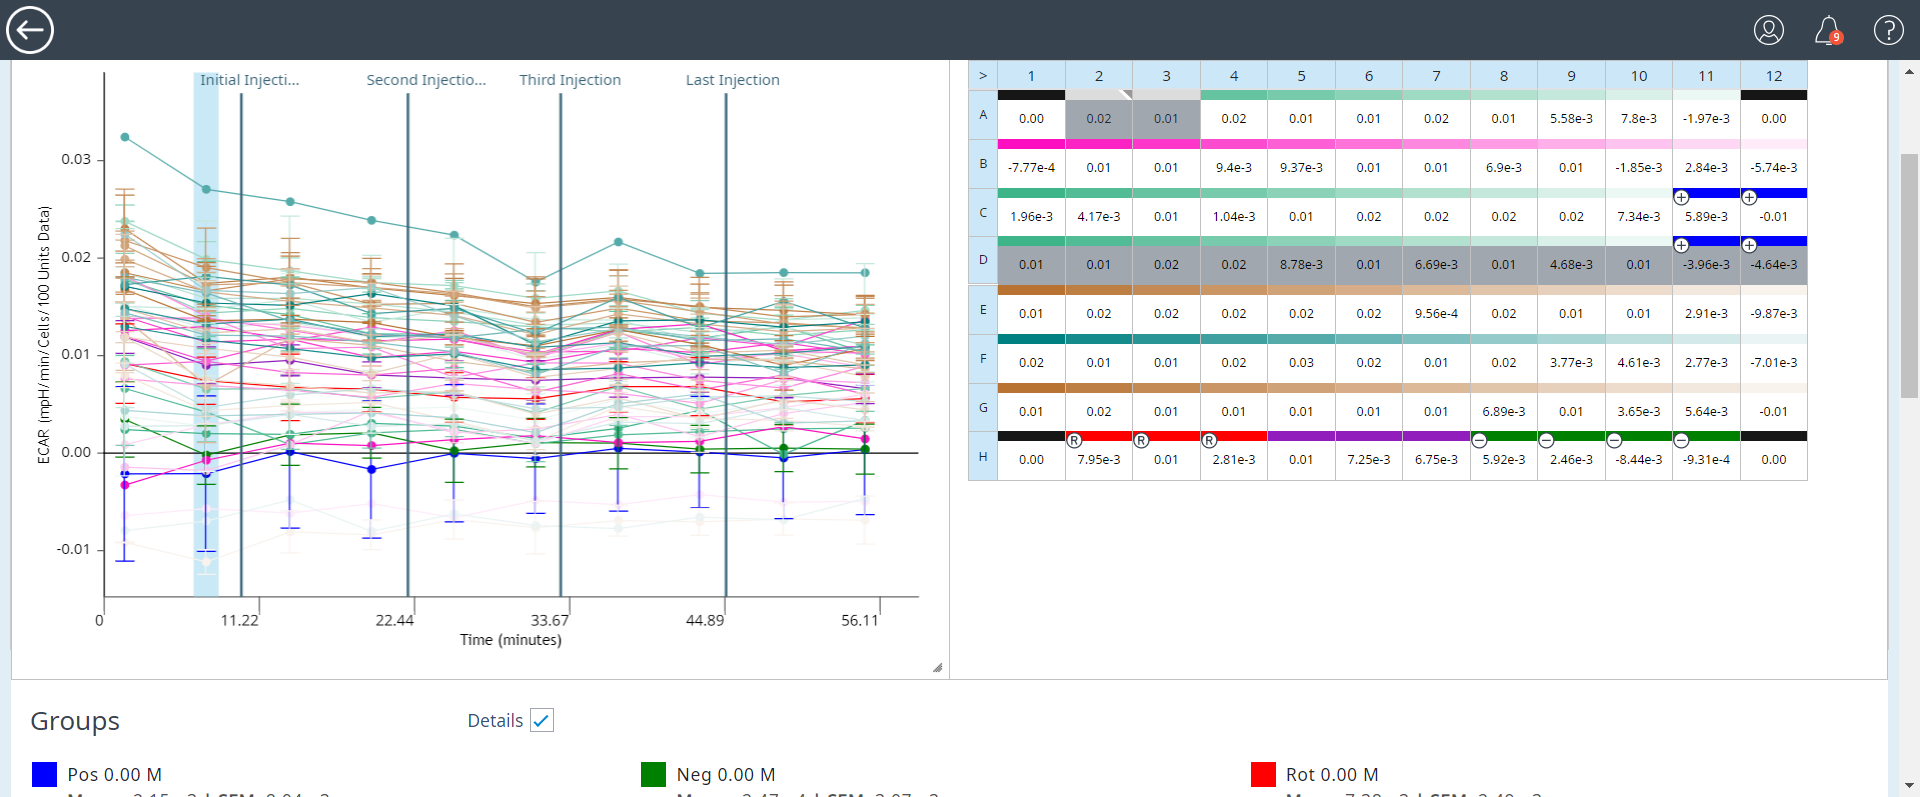 9
Initial Injecti...
Second Injectio...
Third Injection
Last Injection
ECAR (mpH/min/Cells/100 Units Data)
0.03
0.02
0.01
0.00
-0.01
0
11.22
22.44
33.67
44.89
56.11
Time (minutes)
> 1 2 3 4 5 6 7 8 9 10 11 12
A 0.00 0.02 0.01 0.02 0.01 0.01 0.02 0.01 5.58e-3 7.8e-3 -1.97e-3 0.00
B -7.77e-4 0.01 0.01 9.4e-3 9.37e-3 0.01 0.01 6.9e-3 0.01 -1.85e-3 2.84e-3 -5.74e-3
C 1.96e-3 4.17e-3 0.01 1.04e-3 0.01 0.02 0.02 0.02 0.02 7.34e-3 5.89e-3 -0.01
D 0.01 0.01 0.02 0.02 8.78e-3 0.01 6.69e-3 0.01 4.68e-3 0.01 -3.96e-3 -4.64e-3
E 0.01 0.02 0.02 0.02 0.02 0.02 9.56e-4 0.02 0.01 0.01 2.91e-3 -9.87e-3
F 0.02 0.01 0.01 0.02 0.03 0.02 0.01 0.02 3.77e-3 4.61e-3 2.77e-3 -7.01e-3
G 0.01 0.02 0.01 0.01 0.01 0.01 0.01 6.89e-3 0.01 3.65e-3 5.64e-3 -0.01
R R R
H 0.00 7.95e-3 0.01 2.81e-3 0.01 7.25e-3 6.75e-3 5.92e-3 2.46e-3 -8.44e-3 -9.31e-4 0.00
Groups
Details
Pos 0.00 M
Neg 0.00 M
Rot 0.00 M